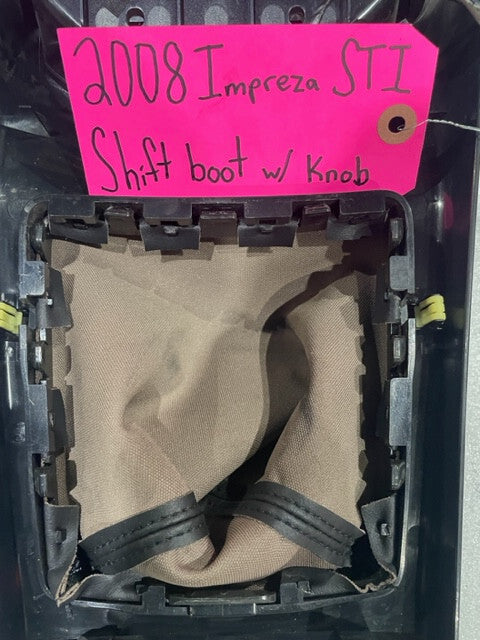 2008 Impreza STI
Shift boot w/ Knob